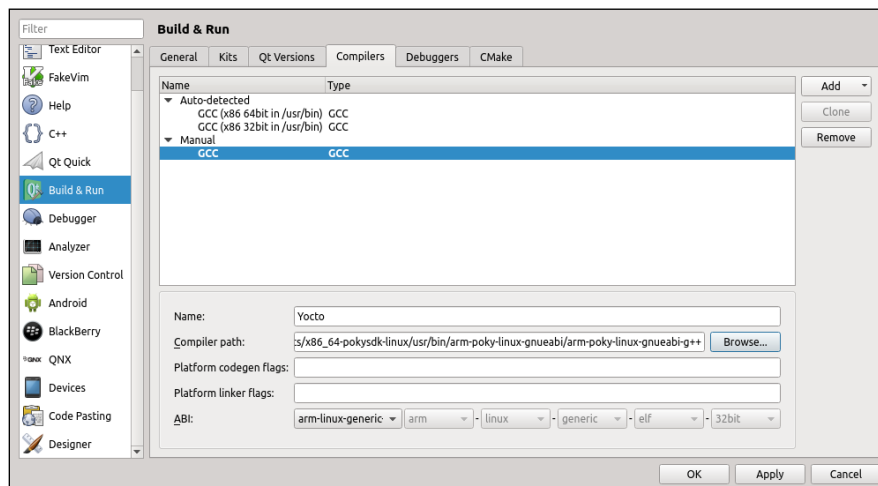 Filter
Build & Run
Text Editor
FakeVim
Help
C++
Qt Quick
Build & Run
Debugger
Analyzer
Version Control
Android
BlackBerry
QNX
QNX
Devices
Code Pasting
Designer
General Kits Qt Versions Compilers Debuggers CMake
Name Type
Auto-detected
GCC (x86 64bit in /usr/bin) GCC
GCC (x86 32bit in /usr/bin) GCC
Manual
GCC GCC
Add
Clone
Remove
Name: Yocto
Compiler path: ts/x86_64-pokysdk-linux/usr/bin/arm-poky-linux-gnueabi/arm-poky-linux-gnueabi-g++ Browse...
Platform codegen flags:
Platform linker flags:
ABI: arm-linux-generic- arm - linux - generic - elf - 32bit
OK Apply Cancel